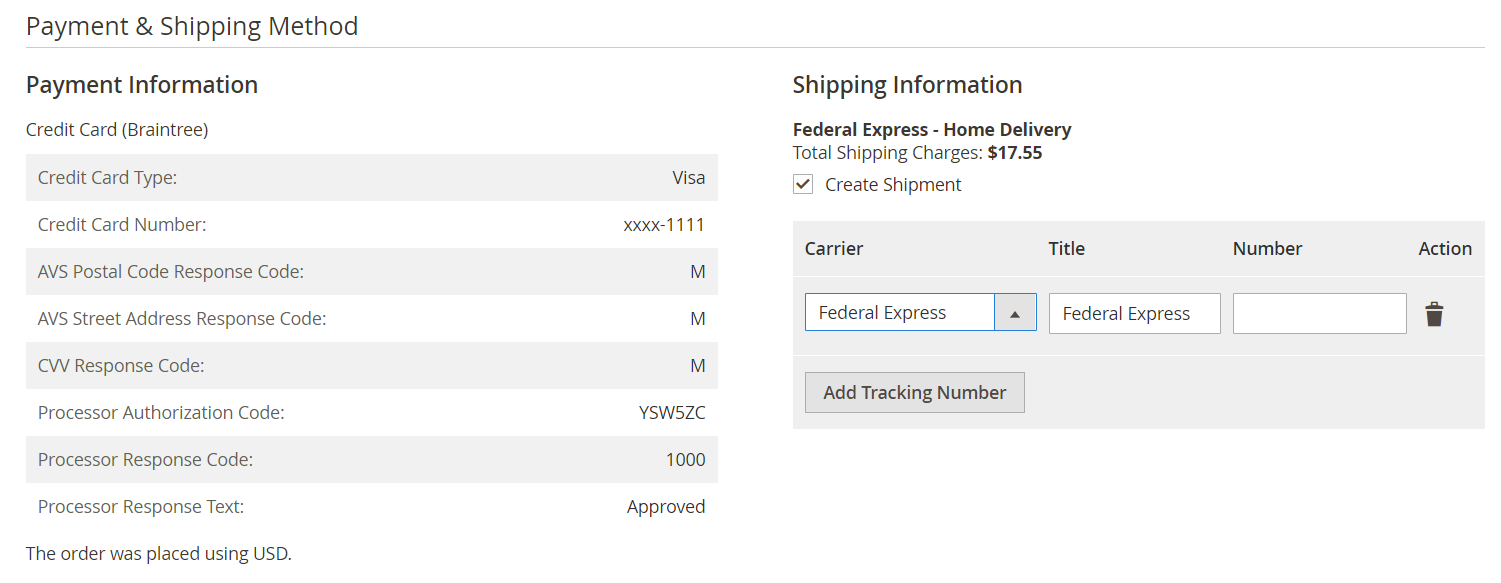 Payment & Shipping Method
Payment Information
Credit Card (Braintree)
Credit Card Type: Visa
Credit Card Number: xxxx-1111
AVS Postal Code Response Code: M
AVS Street Address Response Code: M
CVV Response Code: M
Processor Authorization Code: YSW5ZC
Processor Response Code: 1000
Processor Response Text: Approved
The order was placed using USD.
Shipping Information
Federal Express - Home Delivery
Total Shipping Charges: $17.55
Create Shipment
Carrier Title Number Action
Federal Express Federal Express
Add Tracking Number